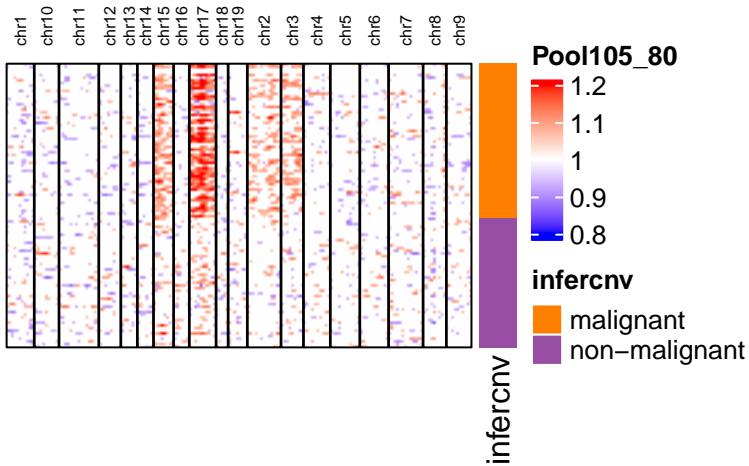 chr1
chr10
chr11
chr12
chr13
chr14
chr15
chr16
chr17
chr18
chr19
chr2
chr3
chr4
chr5
chr6
chr7
chr8
chr9
Pool105_80
1.2
1.1
1
0.9
0.8
infercnv
malignant
non−malignant
infercnv